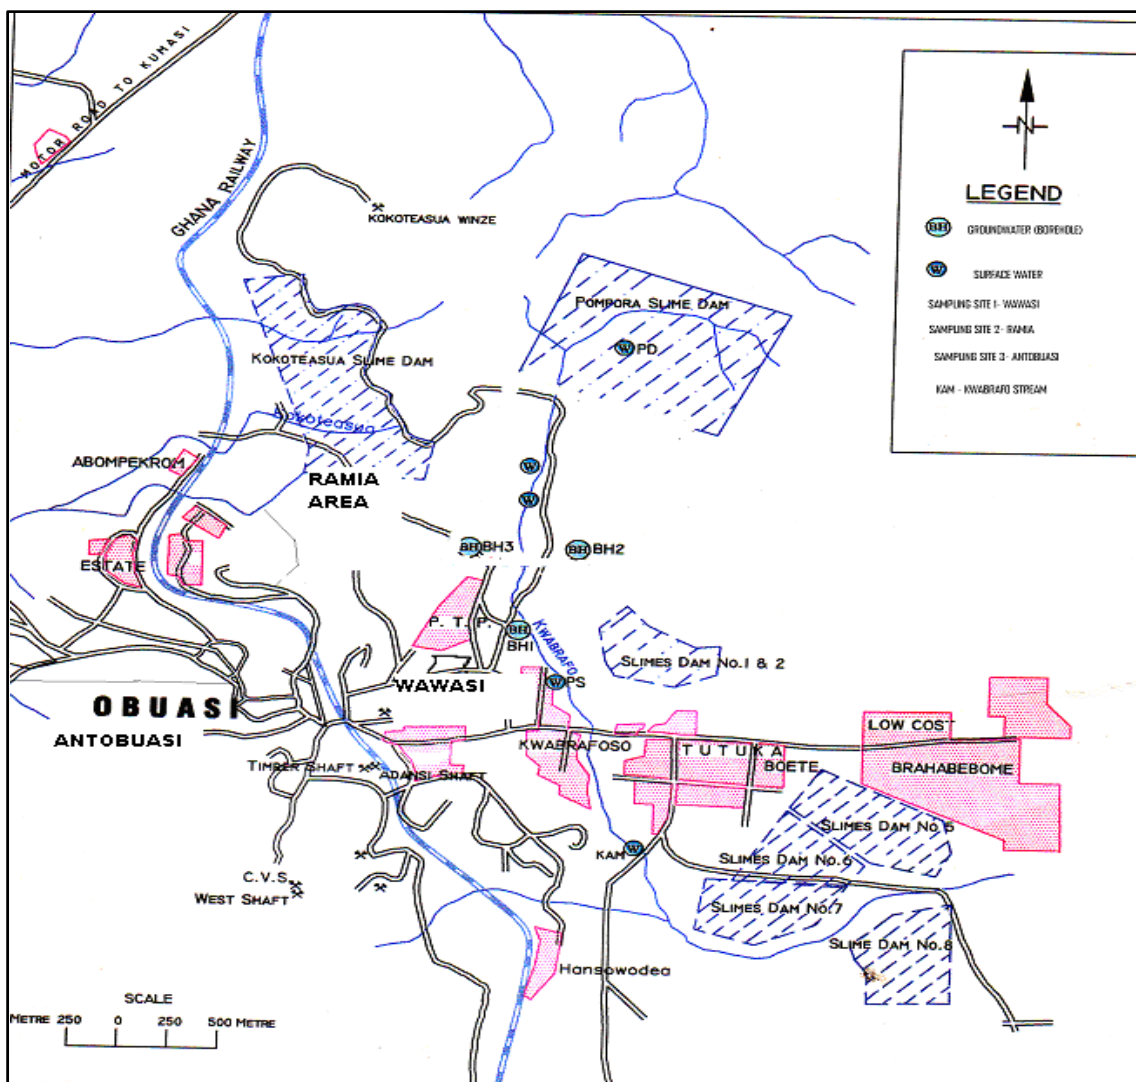 MOTOR ROAD TO KUMASI
GHANA RAILWAY
KOKOTEASUA WINZE
N
LEGEND
BH GROUNDWATER (BOREHOLE)
W SURFACE WATER
SAMPLING SITE 1- WAWASI
SAMPLING SITE 2- RAMIA
SAMPLING SITE 3- ANTOBUASI
KAM - KWABRAFO STREAM
POMPORA SLIME DAM
W PD
KOKOTEASUA SLIME DAM
Kokoteasua
ABOMPEKROM
RAMIA
AREA
W
W
BH BH3
BH BH2
ESTATE
P. T. P.
BH
BH1
KWABRAFO
SLIMES DAM No.1 & 2
WAWASI
W PS
OBUASI
ANTOBUASI
KWABRAFOSO
TUTUKA
BOETE
LOW COST
BRAHABEBOME
TIMBER SHAFT
ADANSI SHAFT
SLIMES DAM No.5
KAM W
SLIMES DAM No.6
C.V.S.
WEST SHAFT
SLIMES DAM No.7
SLIME DAM No.8
Hansowodea
SCALE
METRE 250 0 250 500 METRE